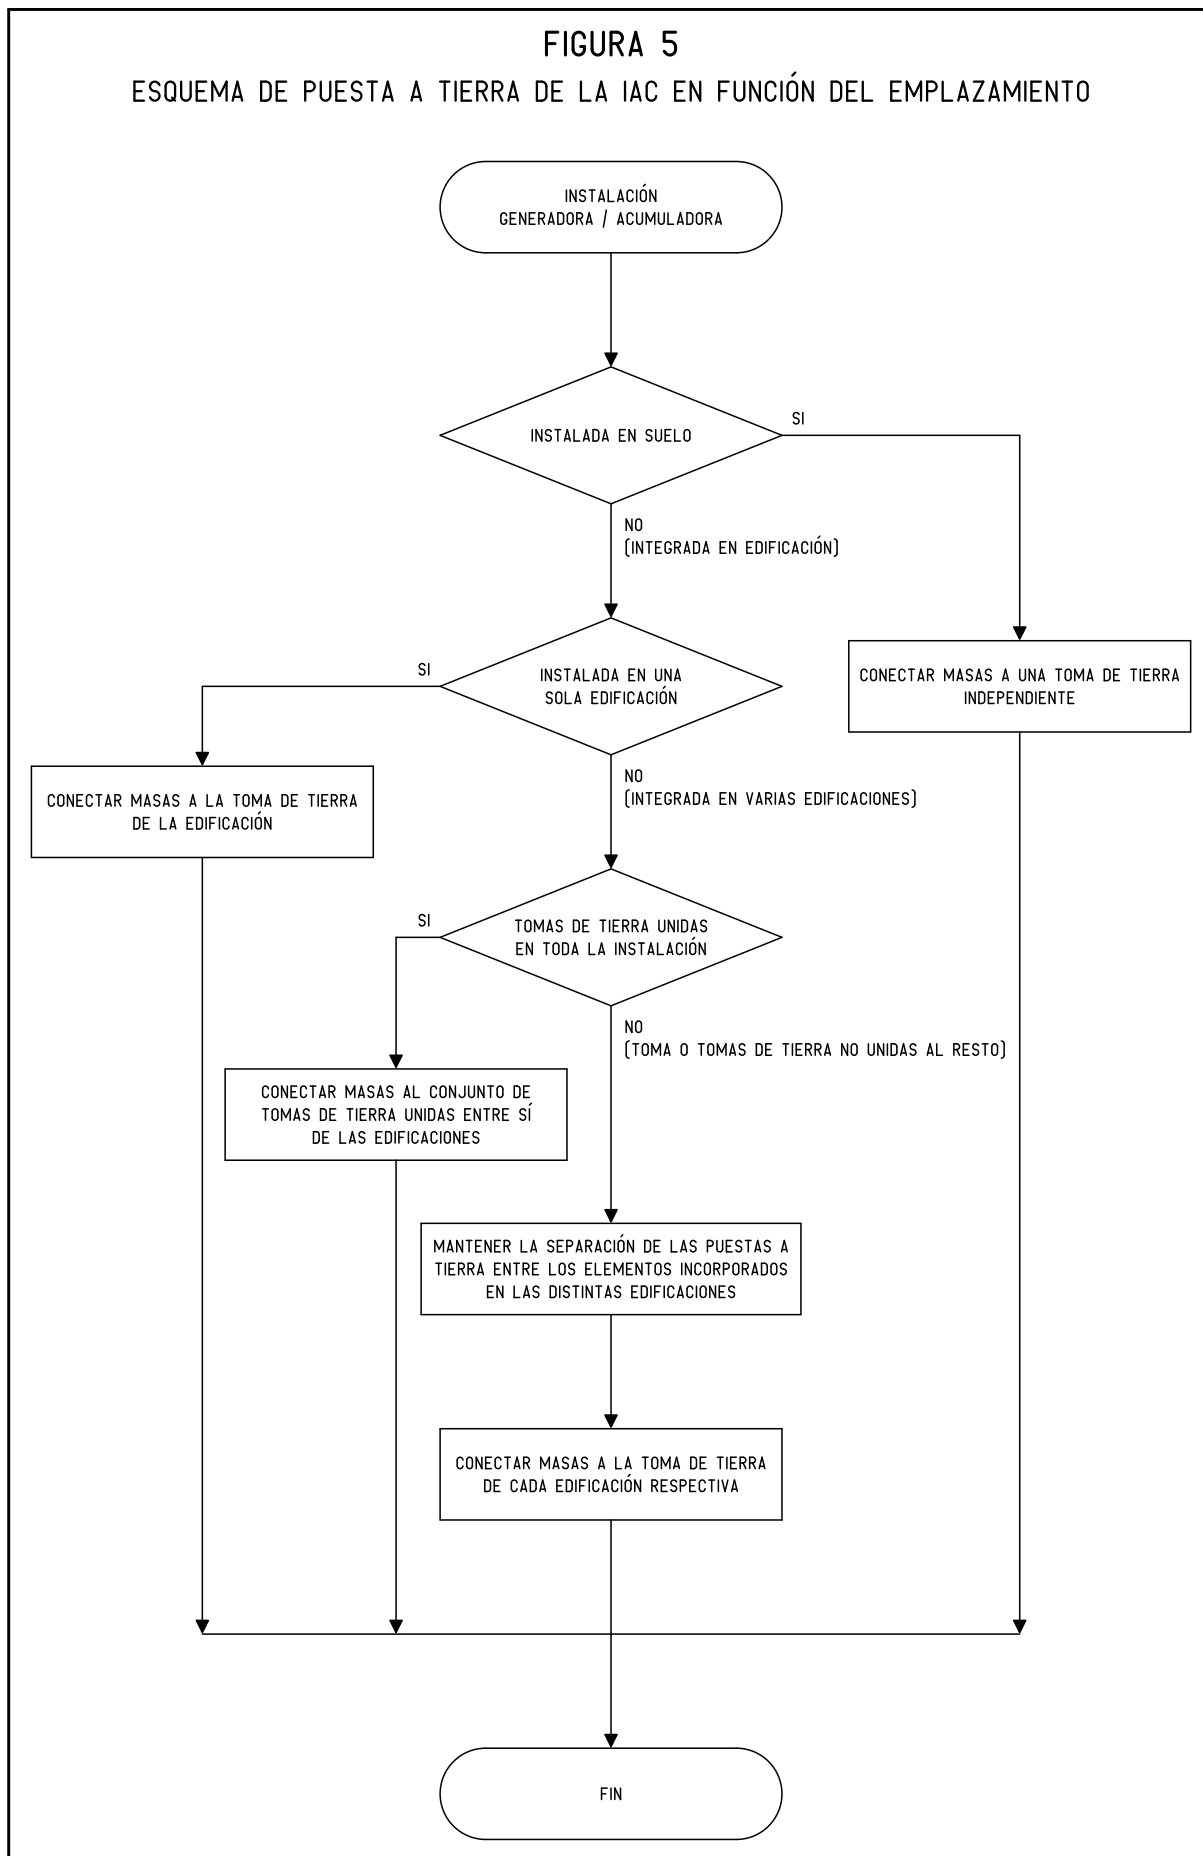 FIGURA 5
ESQUEMA DE PUESTA A TIERRA DE LA IAC EN FUNCIÓN DEL EMPLAZAMIENTO
INSTALACIÓN
GENERADORA / ACUMULADORA
INSTALADA EN SUELO
SI
NO
(INTEGRADA EN EDIFICACIÓN)
SI
INSTALADA EN UNA
SOLA EDIFICACIÓN
CONECTAR MASAS A UNA TOMA DE TIERRA
INDEPENDIENTE
NO
(INTEGRADA EN VARIAS EDIFICACIONES)
CONECTAR MASAS A LA TOMA DE TIERRA
DE LA EDIFICACIÓN
SI
TOMAS DE TIERRA UNIDAS
EN TODA LA INSTALACIÓN
NO
(TOMA O TOMAS DE TIERRA NO UNIDAS AL RESTO)
CONECTAR MASAS AL CONJUNTO DE
TOMAS DE TIERRA UNIDAS ENTRE SÍ
DE LAS EDIFICACIONES
MANTENER LA SEPARACIÓN DE LAS PUESTAS A
TIERRA ENTRE LOS ELEMENTOS INCORPORADOS
EN LAS DISTINTAS EDIFICACIONES
CONECTAR MASAS A LA TOMA DE TIERRA
DE CADA EDIFICACIÓN RESPECTIVA
FIN